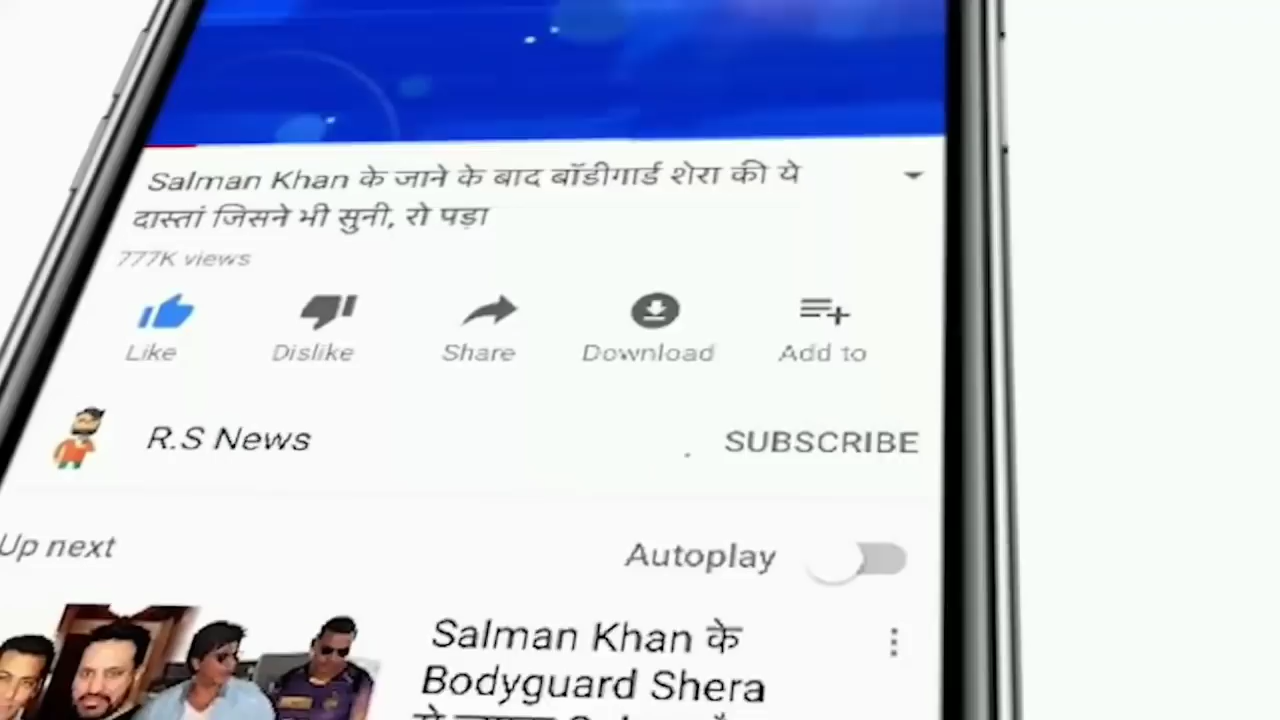 Salman Khan के जाने के बाद बॉडीगार्ड शेरा की ये
दास्तां जिसने भी सुनी, रो पड़ा
777K views
Like Dislike Share Download Add to
R.S News SUBSCRIBE
Up next Autoplay
Salman Khan के
Bodyguard Shera